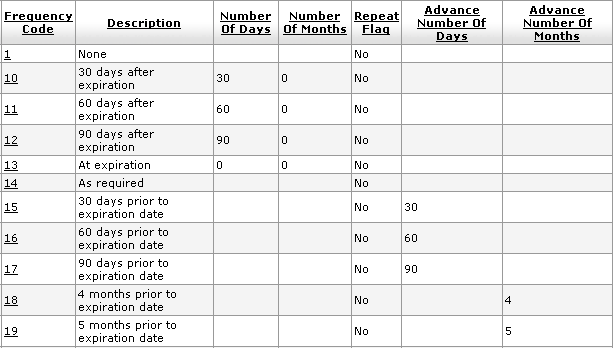 Frequency Code Description Number Of Days Number Of Months Repeat Flag Advance Number Of Days Advance Number Of Months
1 None No
10 30 days after expiration 30 0 No
11 60 days after expiration 60 0 No
12 90 days after expiration 90 0 No
13 At expiration 0 0 No
14 As required No
15 30 days prior to expiration date No 30
16 60 days prior to expiration date No 60
17 90 days prior to expiration date No 90
18 4 months prior to expiration date No 4
19 5 months prior to expiration date No 5